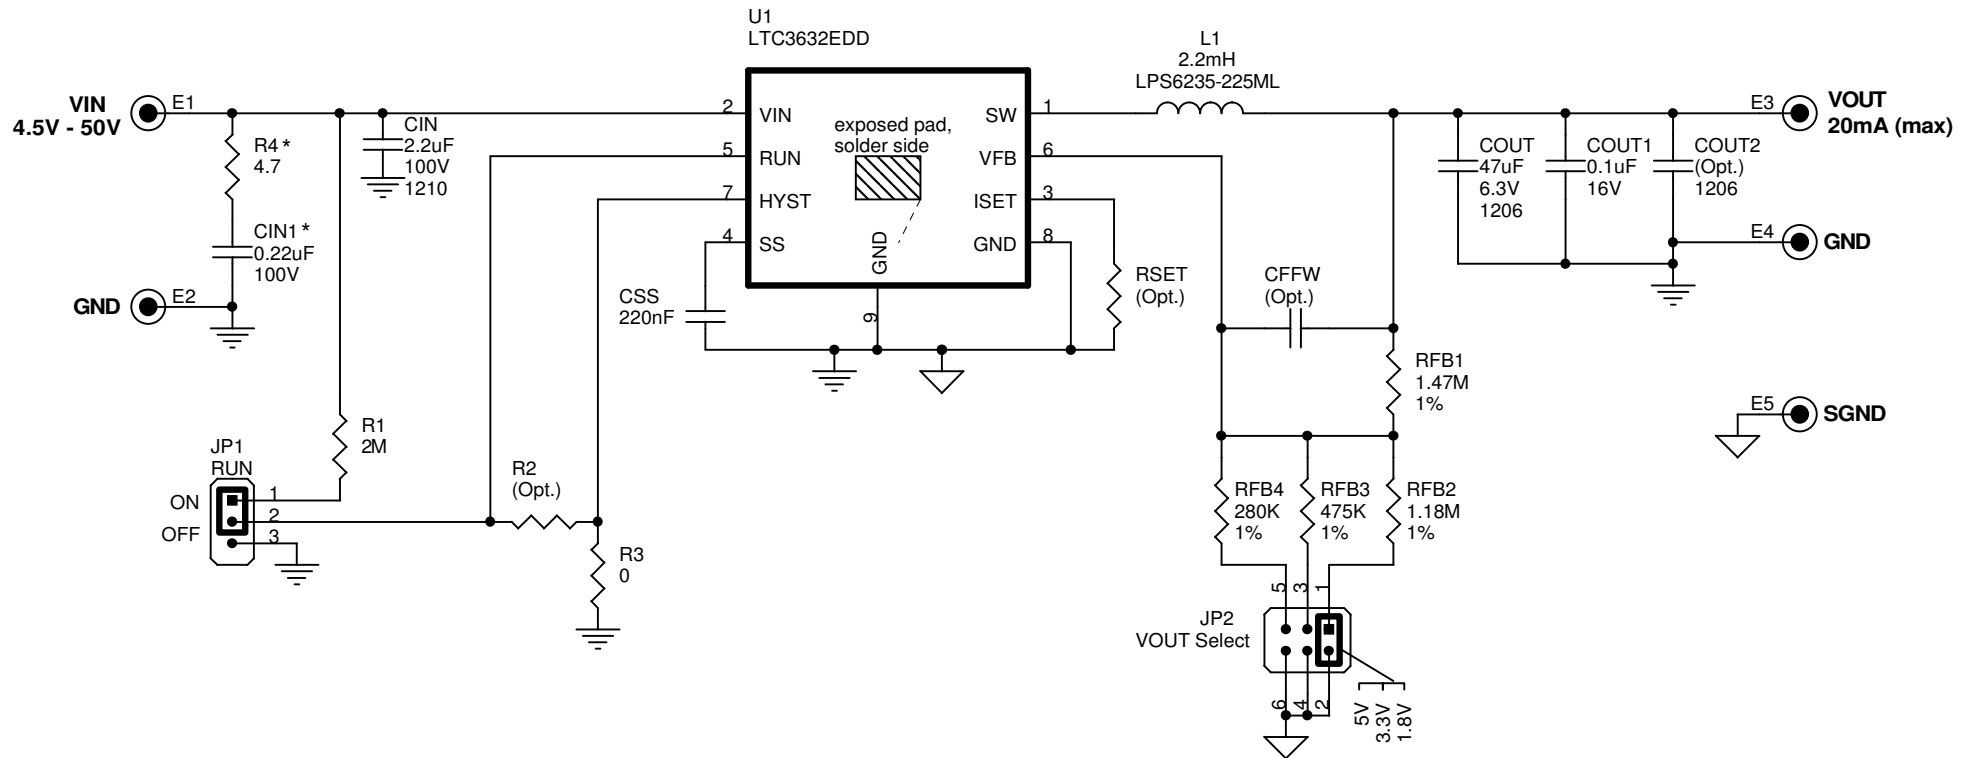 U1
LTC3632EDD
L1
2.2mH
LPS6235-225ML
VIN
4.5V - 50V
E1
R4 *
4.7
CIN1 *
0.22uF
100V
GND
E2
CIN
2.2uF
100V
1210
2
VIN
5
RUN
7
HYST
4
SS
exposed pad,
solder side
GND
9
SW
1
VFB
6
ISET
3
GND
8
CSS
220nF
RSET
(Opt.)
CFFW
(Opt.)
E3
VOUT
20mA (max)
COUT
47uF
6.3V
1206
COUT1
0.1uF
16V
COUT2
(Opt.)
1206
E4
GND
E5
SGND
RFB1
1.47M
1%
R1
2M
JP1
RUN
ON
OFF
1
2
3
R2
(Opt.)
R3
0
RFB4
280K
1%
RFB3
475K
1%
RFB2
1.18M
1%
5
3
1
JP2
VOUT Select
6
4
2
5V
3.3V
1.8V